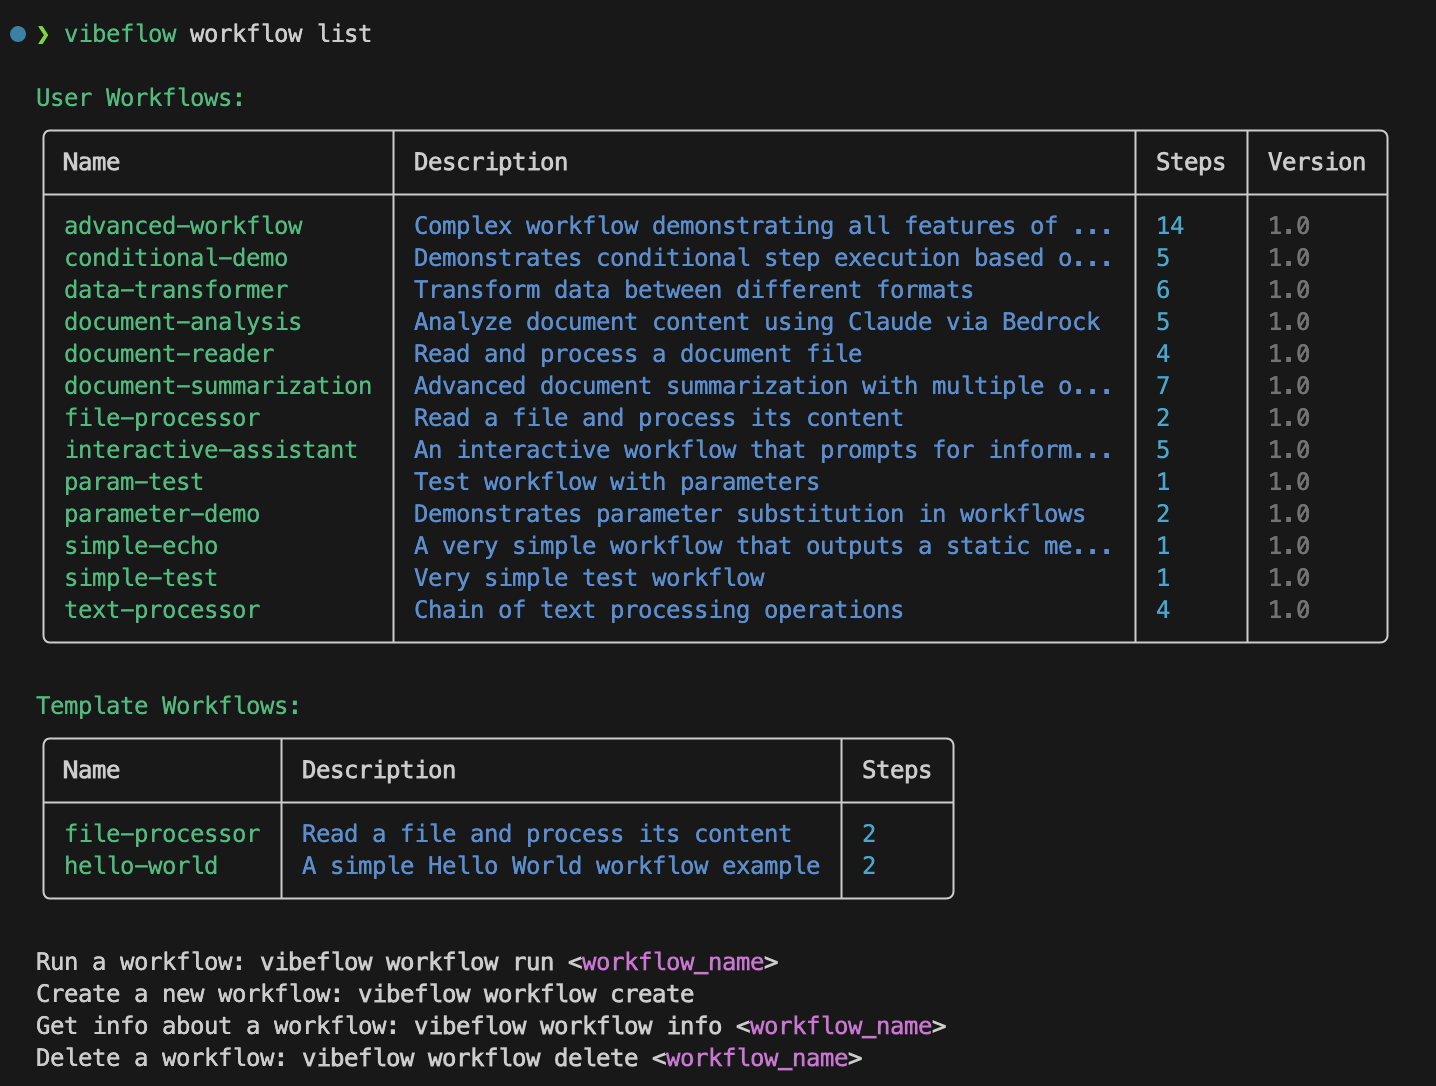 ❯ vibeflow workflow list
User Workflows:
Name Description Steps Version
advanced-workflow Complex workflow demonstrating all features of ... 14 1.0
conditional-demo Demonstrates conditional step execution based o... 5 1.0
data-transformer Transform data between different formats 6 1.0
document-analysis Analyze document content using Claude via Bedrock 5 1.0
document-reader Read and process a document file 4 1.0
document-summarization Advanced document summarization with multiple o... 7 1.0
file-processor Read a file and process its content 2 1.0
interactive-assistant An interactive workflow that prompts for inform... 5 1.0
param-test Test workflow with parameters 1 1.0
parameter-demo Demonstrates parameter substitution in workflows 2 1.0
simple-echo A very simple workflow that outputs a static me... 1 1.0
simple-test Very simple test workflow 1 1.0
text-processor Chain of text processing operations 4 1.0
Template Workflows:
Name Description Steps
file-processor Read a file and process its content 2
hello-world A simple Hello World workflow example 2
Run a workflow: vibeflow workflow run <workflow_name>
Create a new workflow: vibeflow workflow create
Get info about a workflow: vibeflow workflow info <workflow_name>
Delete a workflow: vibeflow workflow delete <workflow_name>